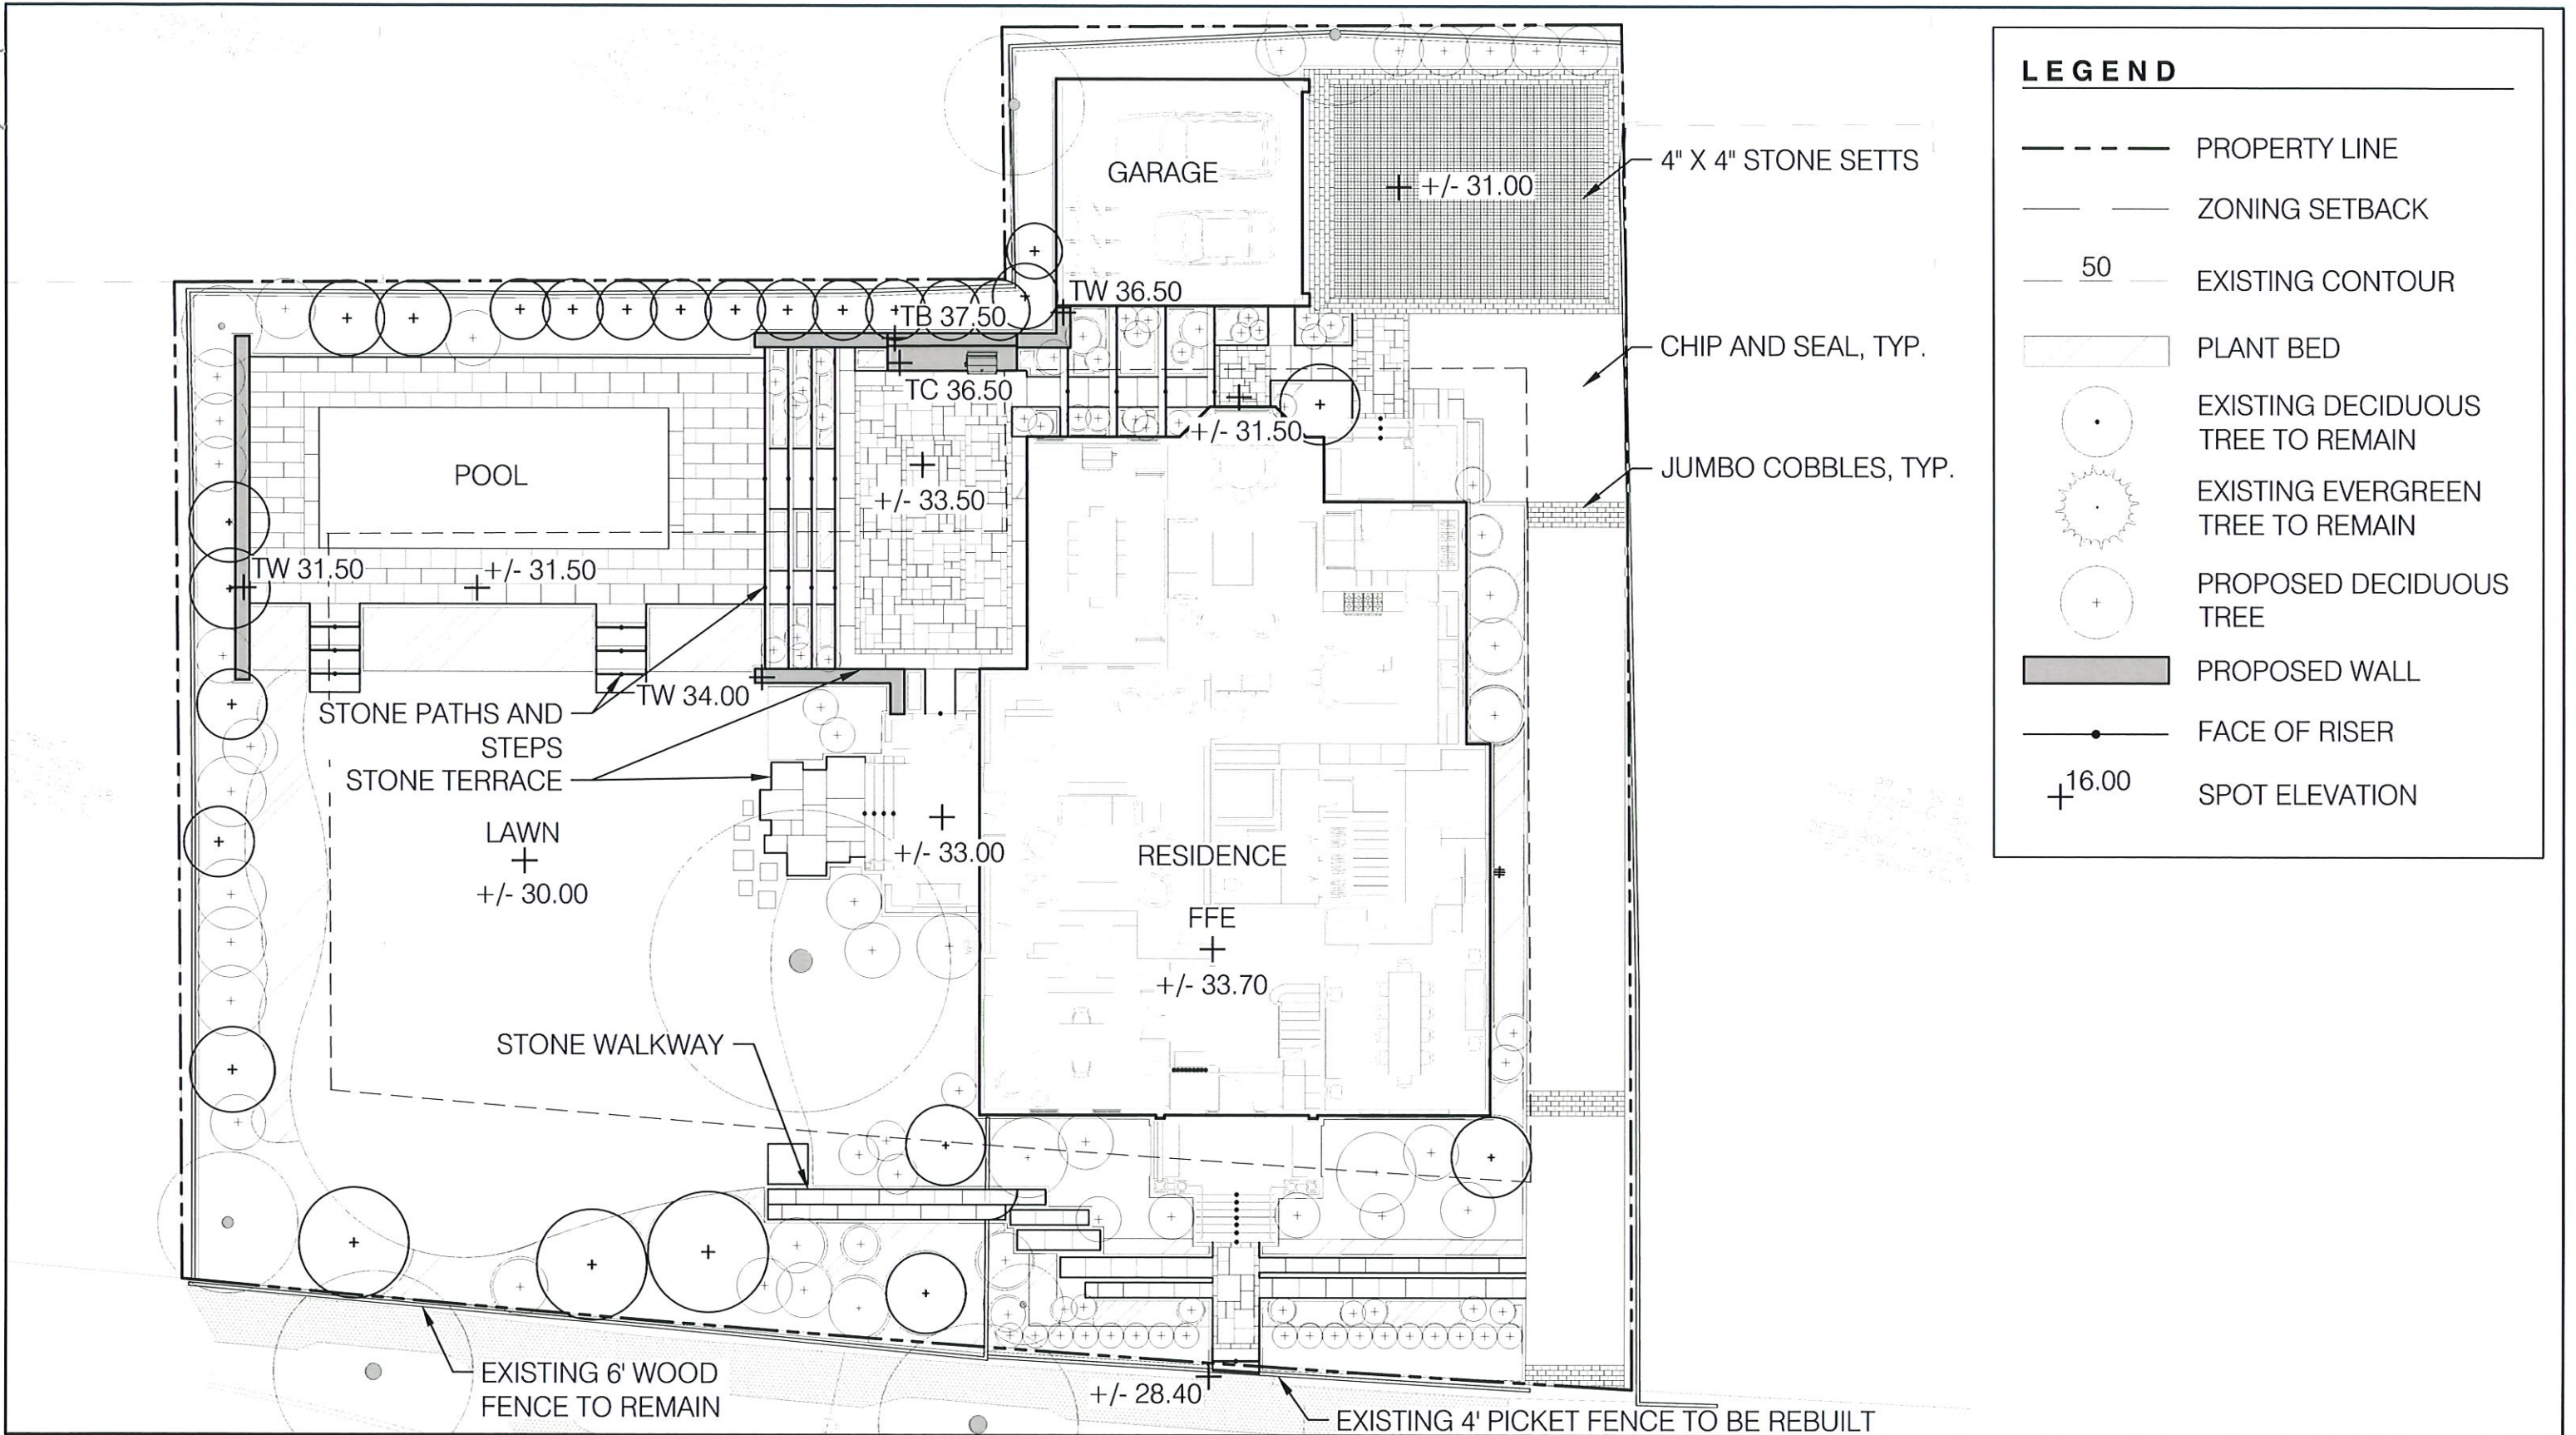 GARAGE
+/- 31.00
4" X 4" STONE SETTS
TW 36.50
TB 37.50
TC 36.50
CHIP AND SEAL, TYP.
+/- 31.50
JUMBO COBBLES, TYP.
POOL
+/- 33.50
TW 31.50
+/- 31.50
TW 34.00
STONE PATHS AND
STEPS
STONE TERRACE
LAWN
+/- 30.00
+/- 33.00
RESIDENCE
FFE
+/- 33.70
STONE WALKWAY
EXISTING 6' WOOD
FENCE TO REMAIN
+/- 28.40
EXISTING 4' PICKET FENCE TO BE REBUILT
LEGEND
PROPERTY LINE
ZONING SETBACK
50
EXISTING CONTOUR
PLANT BED
EXISTING DECIDUOUS
TREE TO REMAIN
EXISTING EVERGREEN
TREE TO REMAIN
PROPOSED DECIDUOUS
TREE
PROPOSED WALL
FACE OF RISER
16.00
SPOT ELEVATION